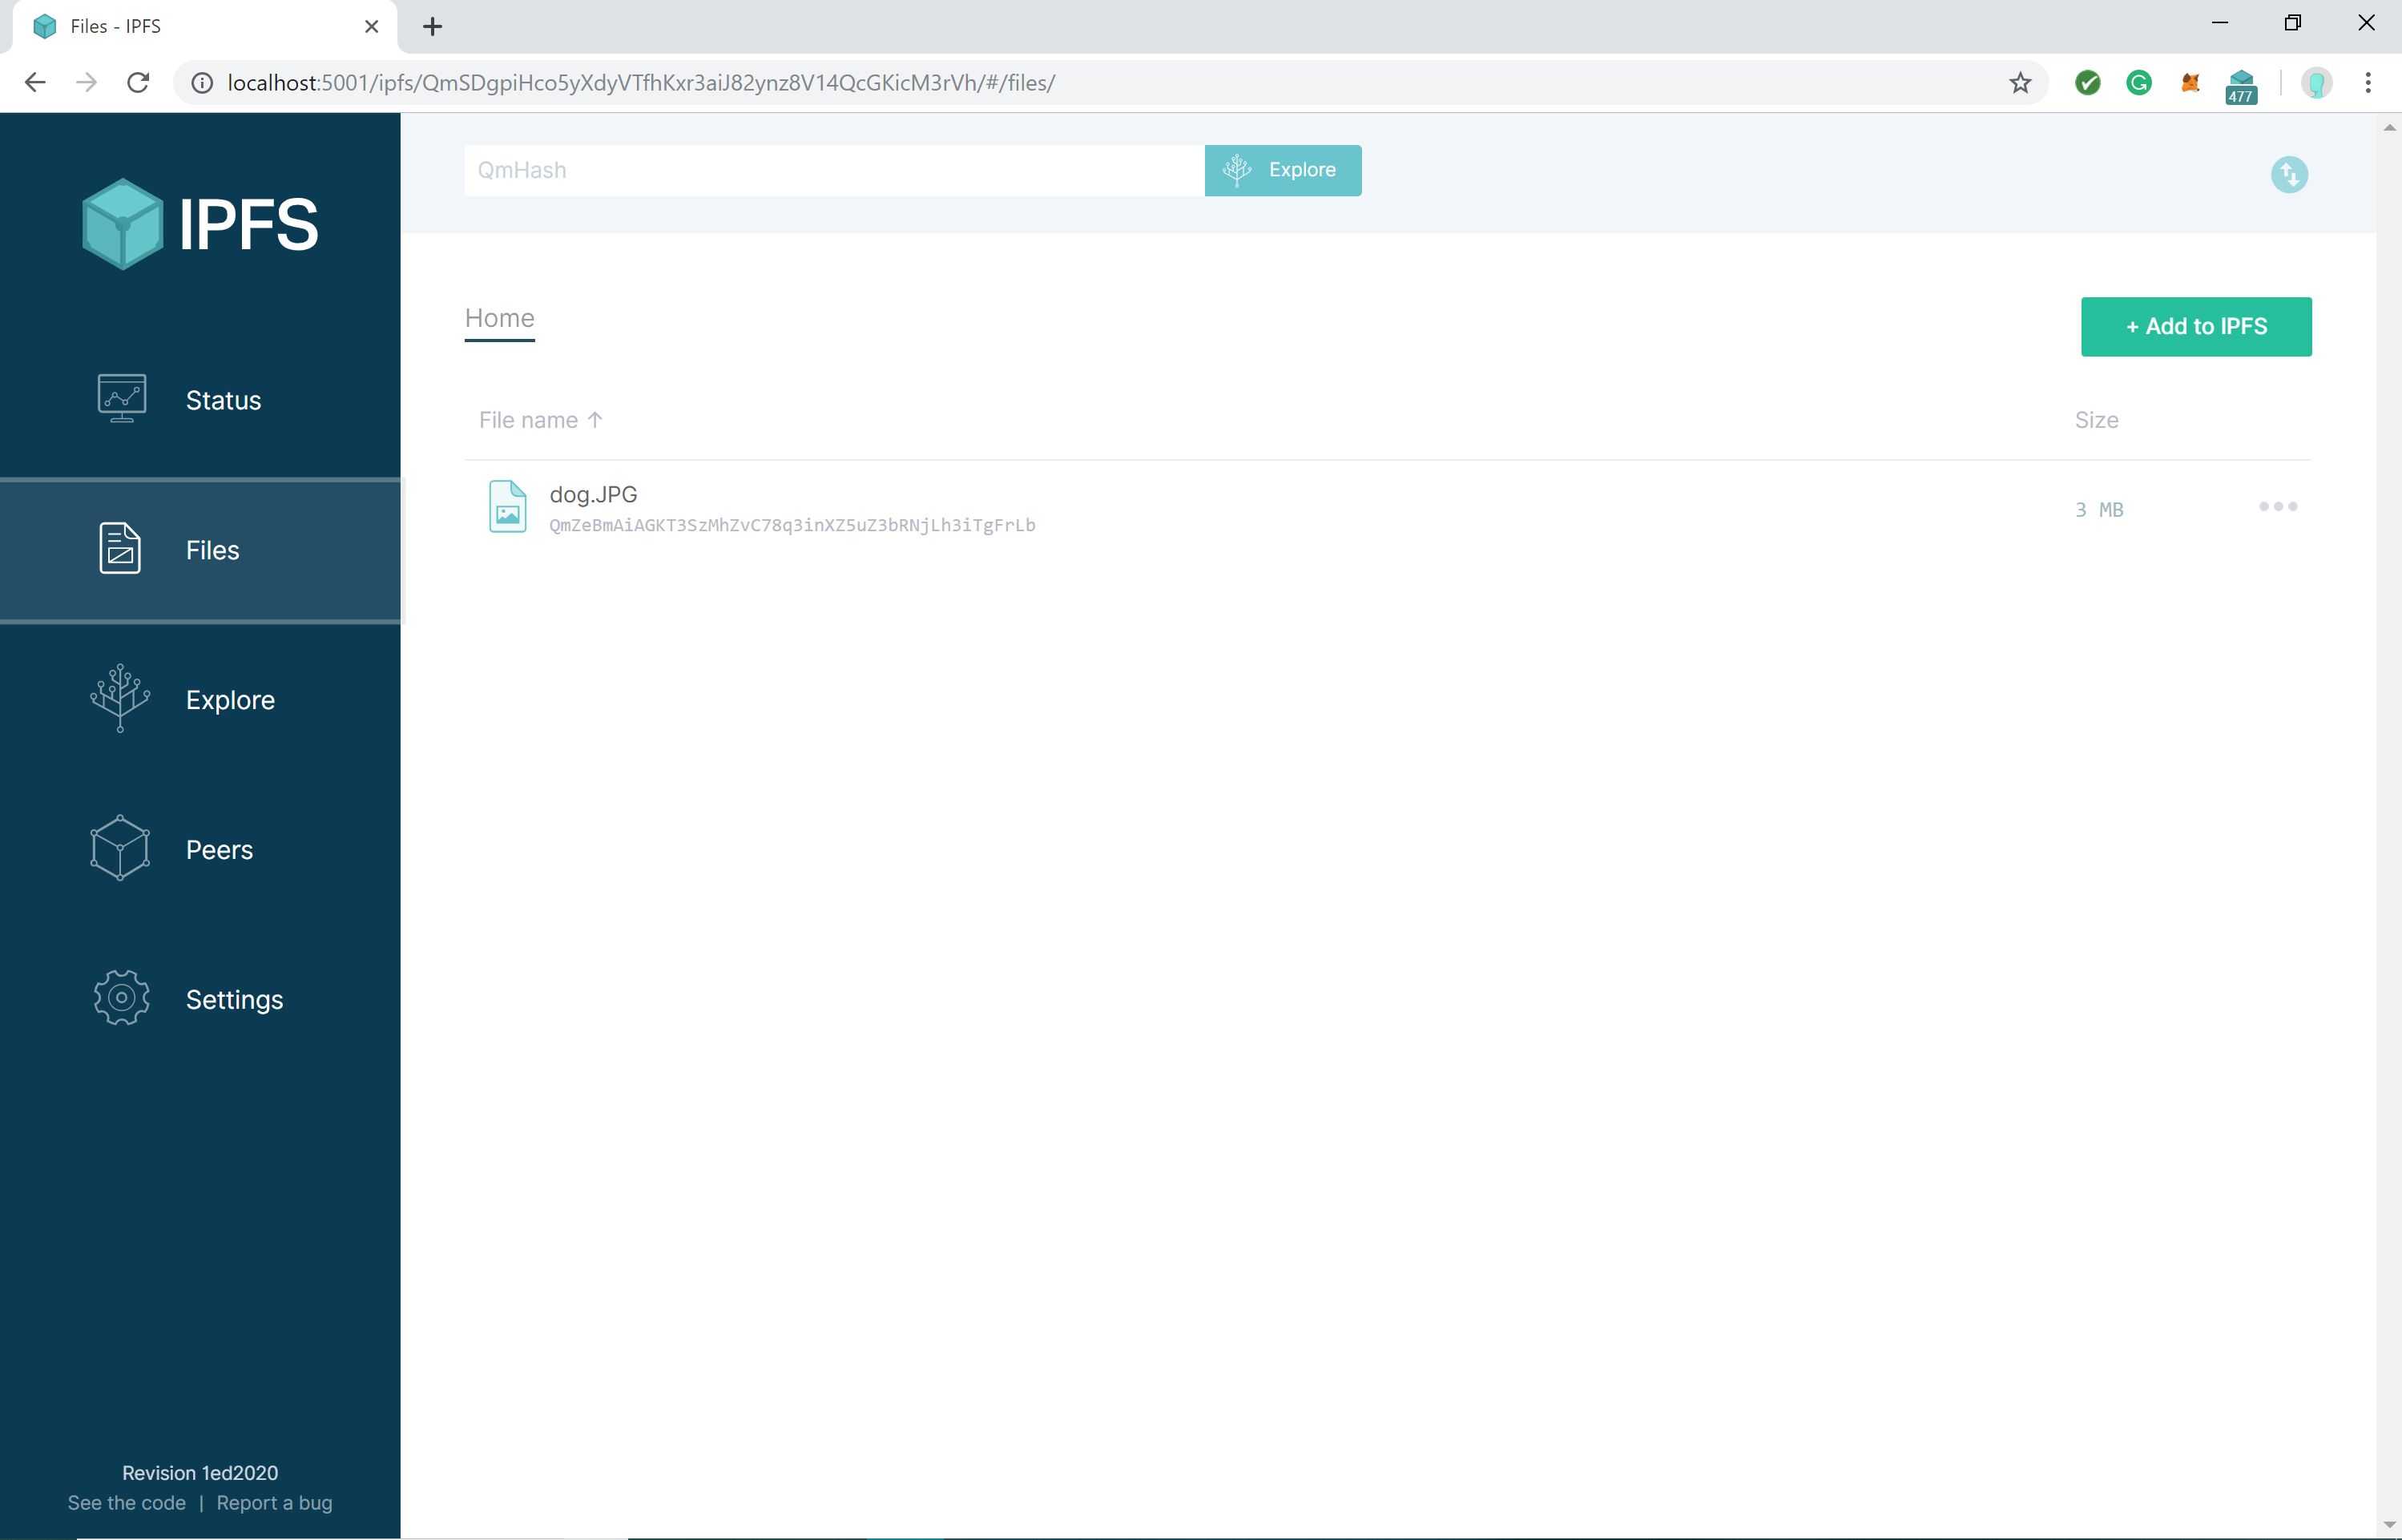 Files - IPFS
localhost:5001/ipfs/QmSDgpiHco5yXdyVTfhKxr3aiJ82ynz8V14QcGKicM3rVh/#/files/
477
IPFS
QmHash
Explore
Home
+ Add to IPFS
File name ↑
Size
dog.JPG
QmZeBmAiAGKT3SzMhZvC78q3inXZ5uZ3bRNjLh3iTgFrLb
3 MB
Status
Files
Explore
Peers
Settings
Revision 1ed2020
See the code | Report a bug